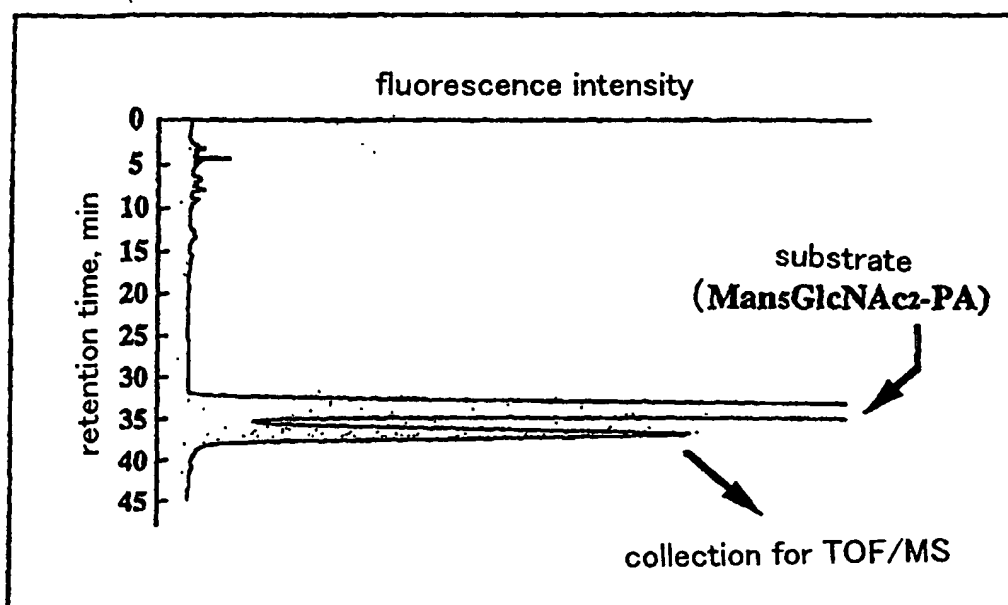 fluorescence intensity
0
5
10
15
20
25
30
35
40
45
retention time, min
substrate
(Man5GlcNAc2-PA)
collection for TOF/MS